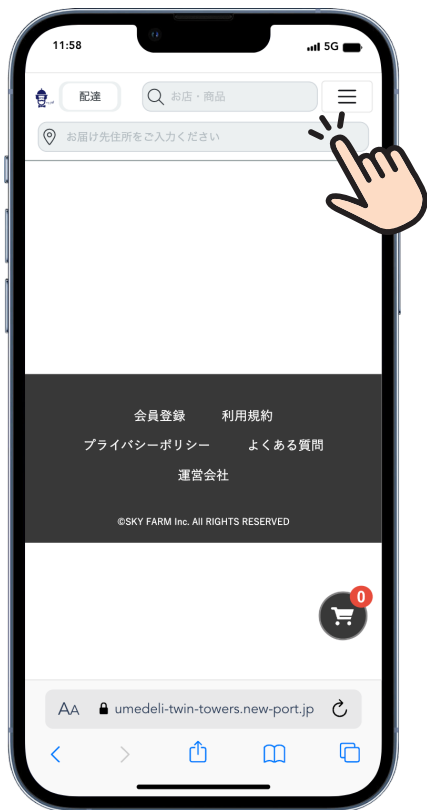 11:58 5G
配達 お店・商品
お届け先住所をご入力ください
会員登録 利用規約
プライバシーポリシー よくある質問
運営会社
©SKY FARM Inc. All RIGHTS RESERVED
0
AA umedeli-twin-towers.new-port.jp